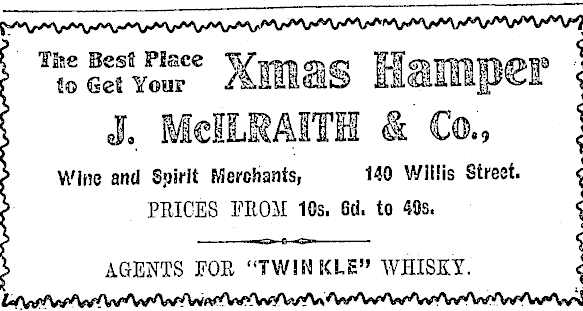 The Best Place
to Get Your
Xmas Hamper
J. McILRAITH & Co.,
Wine and Spirit Merchants, 140 Willis Street.
PRICES FROM 10s. 6d. to 40s.
AGENTS FOR "TWINKLE" WHISKY.